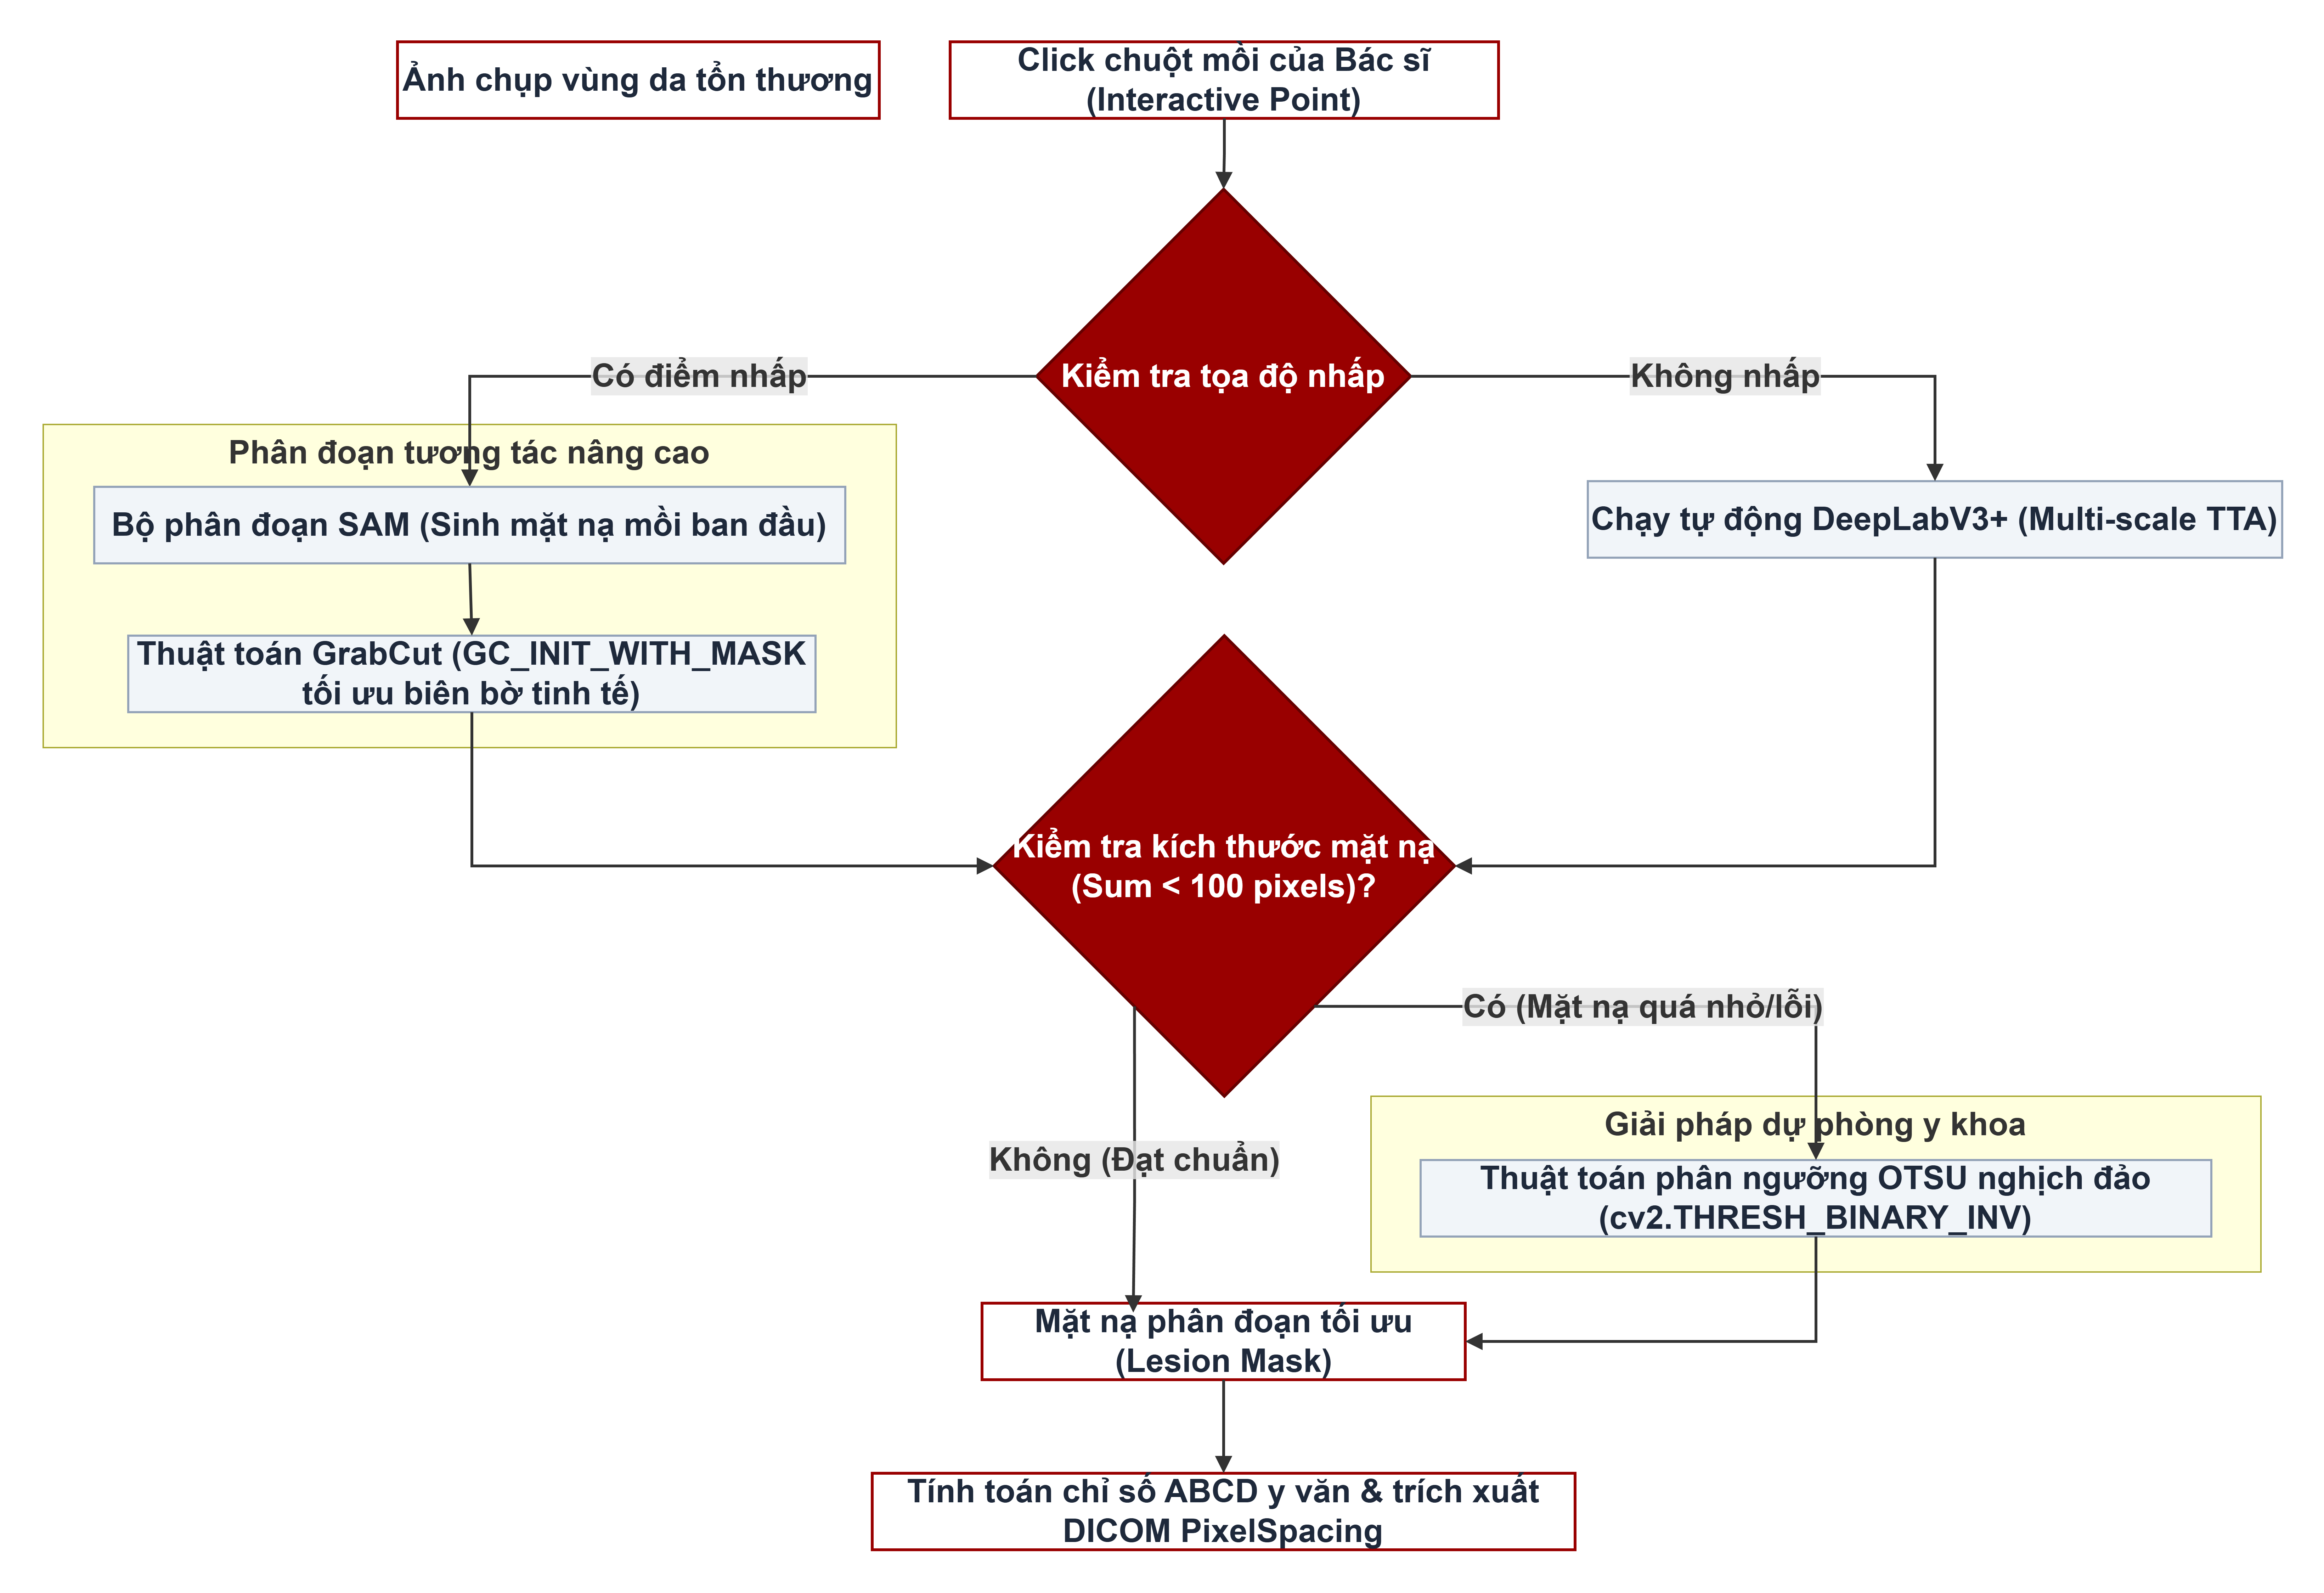 Ảnh chụp vùng da tổn thương
Click chuột mồi của Bác sĩ
(Interactive Point)
Kiểm tra tọa độ nhấp
Có điểm nhấp
Không nhấp
Phân đoạn tương tác nâng cao
Bộ phân đoạn SAM (Sinh mặt nạ mồi ban đầu)
Chạy tự động DeepLabV3+ (Multi-scale TTA)
Thuật toán GrabCut (GC_INIT_WITH_MASK
tối ưu biên bờ tinh tế)
Kiểm tra kích thước mặt nạ
(Sum < 100 pixels)?
Có (Mặt nạ quá nhỏ/lỗi)
Không (Đạt chuẩn)
Giải pháp dự phòng y khoa
Thuật toán phân ngưỡng OTSU nghịch đảo
(cv2.THRESH_BINARY_INV)
Mặt nạ phân đoạn tối ưu
(Lesion Mask)
Tính toán chỉ số ABCD y văn & trích xuất
DICOM PixelSpacing